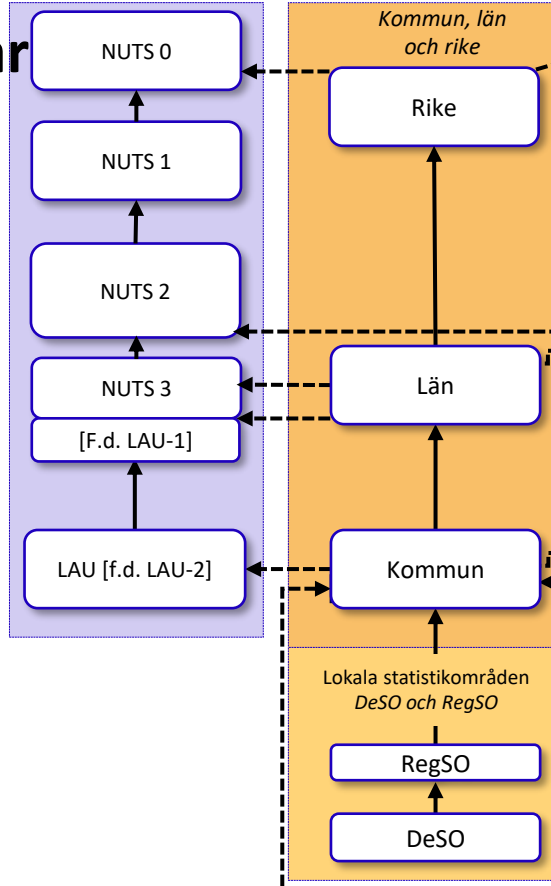 NUTS 0
NUTS 1
NUTS 2
NUTS 3
[F.d. LAU-1]
LAU [f.d. LAU-2]
Kommun, län
och rike
Rike
Län
Kommun
Lokala statistikområden
DeSO och RegSO
RegSO
DeSO